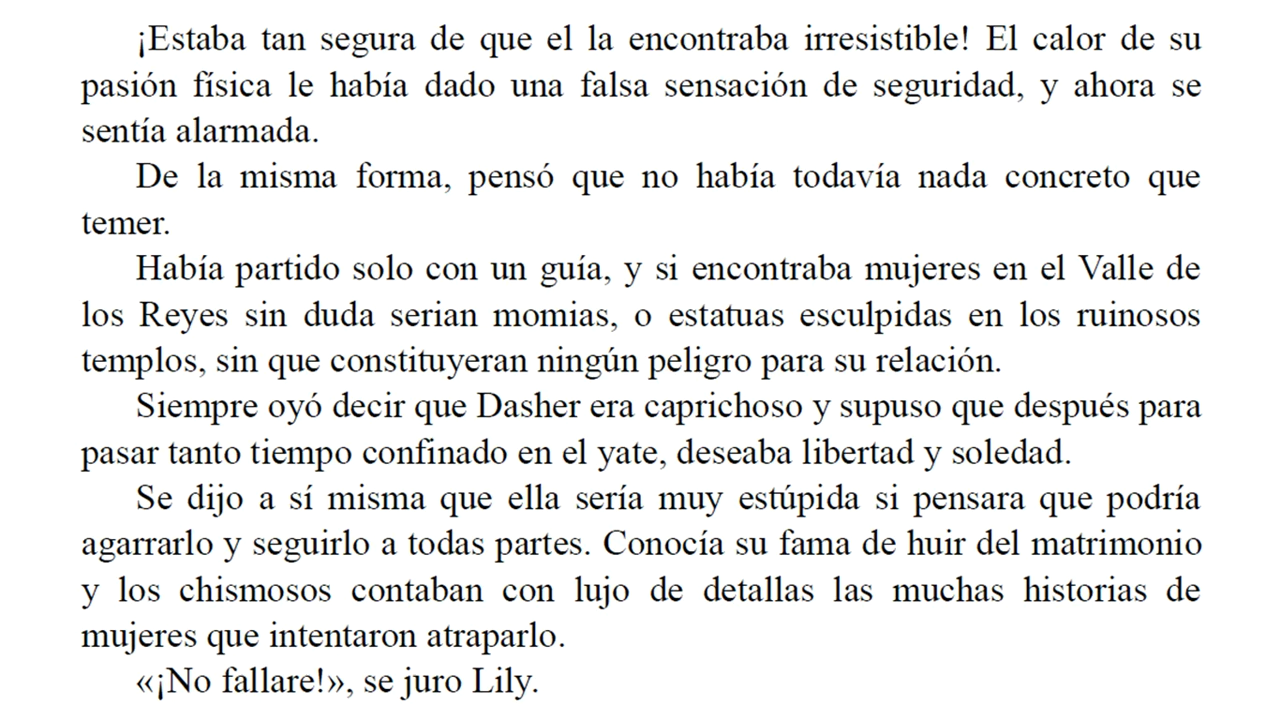 ¡Estaba tan segura de que el la encontraba irresistible! El calor de su
pasión física le había dado una falsa sensación de seguridad, y ahora se
sentía alarmada.
De la misma forma, pensó que no había todavía nada concreto que
temer.
Había partido solo con un guía, y si encontraba mujeres en el Valle de
los Reyes sin duda serian momias, o estatuas esculpidas en los ruinosos
templos, sin que constituyeran ningún peligro para su relación.
Siempre oyó decir que Dasher era caprichoso y supuso que después para
pasar tanto tiempo confinado en el yate, deseaba libertad y soledad.
Se dijo a sí misma que ella sería muy estúpida si pensara que podría
agarrarlo y seguirlo a todas partes. Conocía su fama de huir del matrimonio
y los chismosos contaban con lujo de detallas las muchas historias de
mujeres que intentaron atraparlo.
«¡No fallare!», se juro Lily.